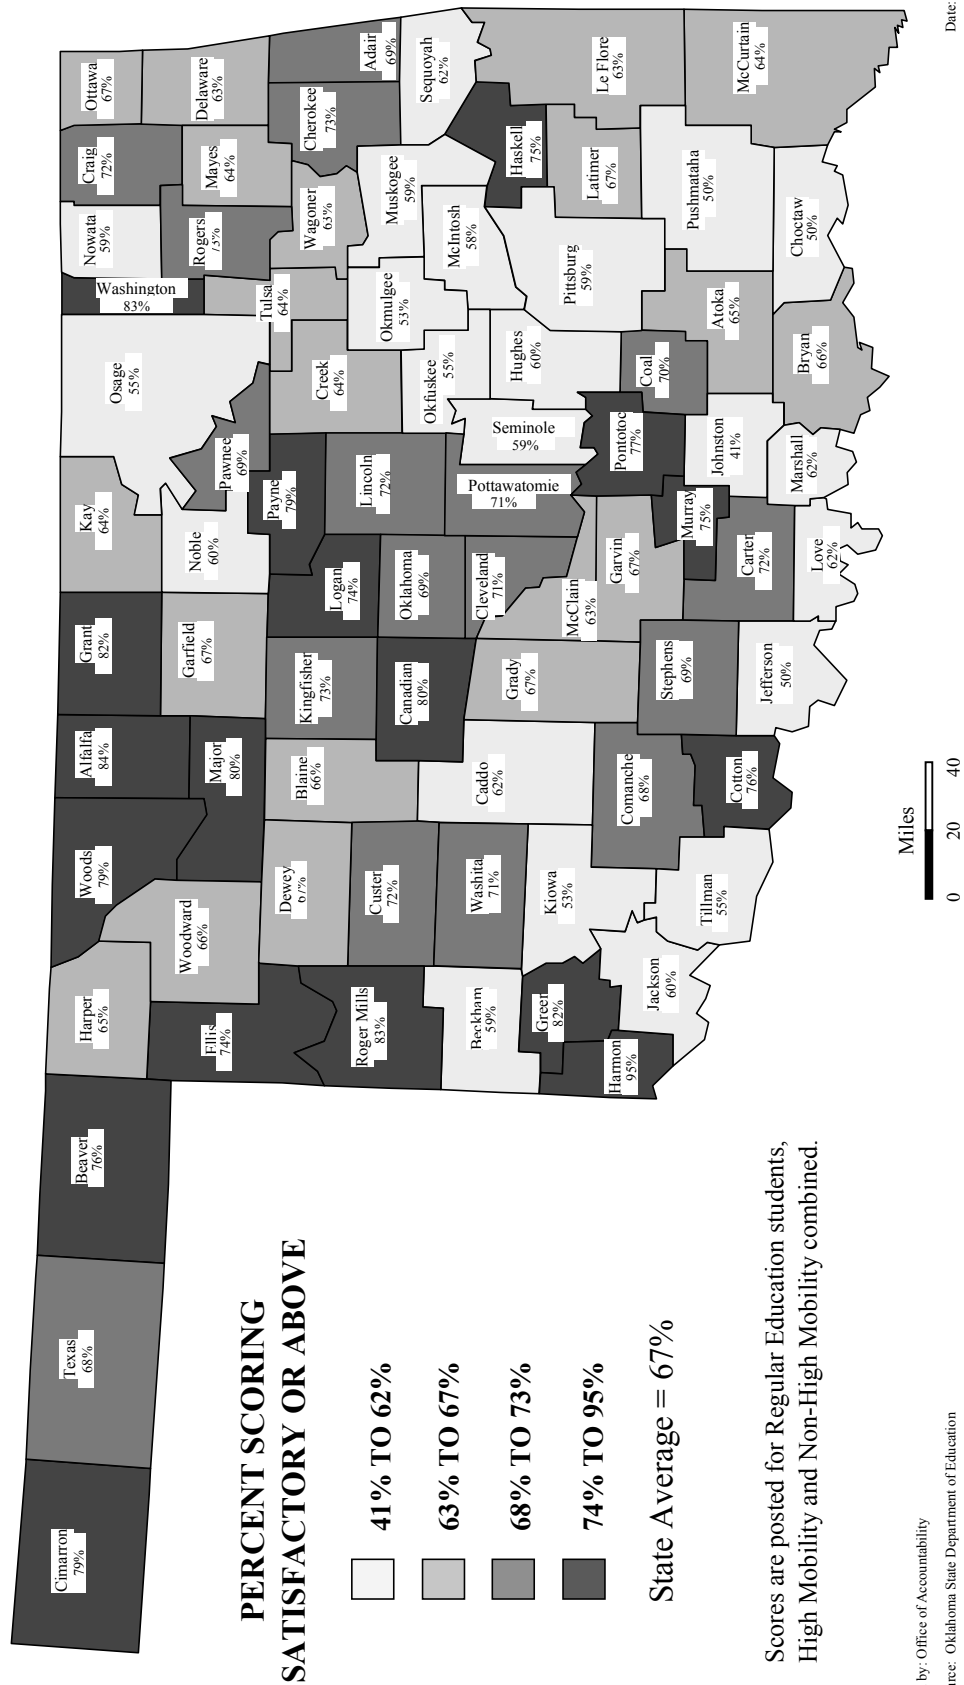 Cimarron
79%
Texas
68%
Beaver
76%
Harper
65%
Woods
79%
Alfalfa
84%
Grant
82%
Kay
64%
Osage
55%
Washington
83%
Nowata
59%
Craig
72%
Ottawa
67%
Delaware
63%
Mayes
64%
Rogers
73%
Ellis
74%
Woodward
66%
Major
80%
Garfield
67%
Noble
60%
Pawnee
69%
Tulsa
64%
Wagoner
63%
Cherokee
73%
Adair
69%
Roger Mills
83%
Dewey
67%
Blaine
66%
Kingfisher
73%
Logan
74%
Payne
79%
Creek
64%
Okmulgee
53%
Muskogee
59%
Sequoyah
62%
Custer
72%
Canadian
80%
Oklahoma
69%
Lincoln
72%
Okfuskee
55%
McIntosh
58%
Haskell
75%
Beckham
59%
Washita
71%
Caddo
62%
Grady
67%
Cleveland
71%
Pottawatomie
71%
Seminole
59%
Hughes
60%
Pittsburg
59%
Latimer
67%
Le Flore
63%
Greer
82%
Kiowa
53%
McClain
63%
Garvin
67%
Pontotoc
77%
Coal
70%
Harmon
95%
Jackson
60%
Comanche
68%
Stephens
69%
Murray
75%
Johnston
41%
Atoka
65%
Pushmataha
50%
McCurtain
64%
Tillman
55%
Cotton
76%
Jefferson
50%
Carter
72%
Love
62%
Marshall
62%
Bryan
66%
Choctaw
50%
PERCENT SCORING
SATISFACTORY OR ABOVE
41% TO 62%
63% TO 67%
68% TO 73%
74% TO 95%
State Average = 67%
Scores are posted for Regular Education students,
High Mobility and Non-High Mobility combined.
Miles
0 20 40
by: Office of Accountability
rce: Oklahoma State Department of Education
Date: